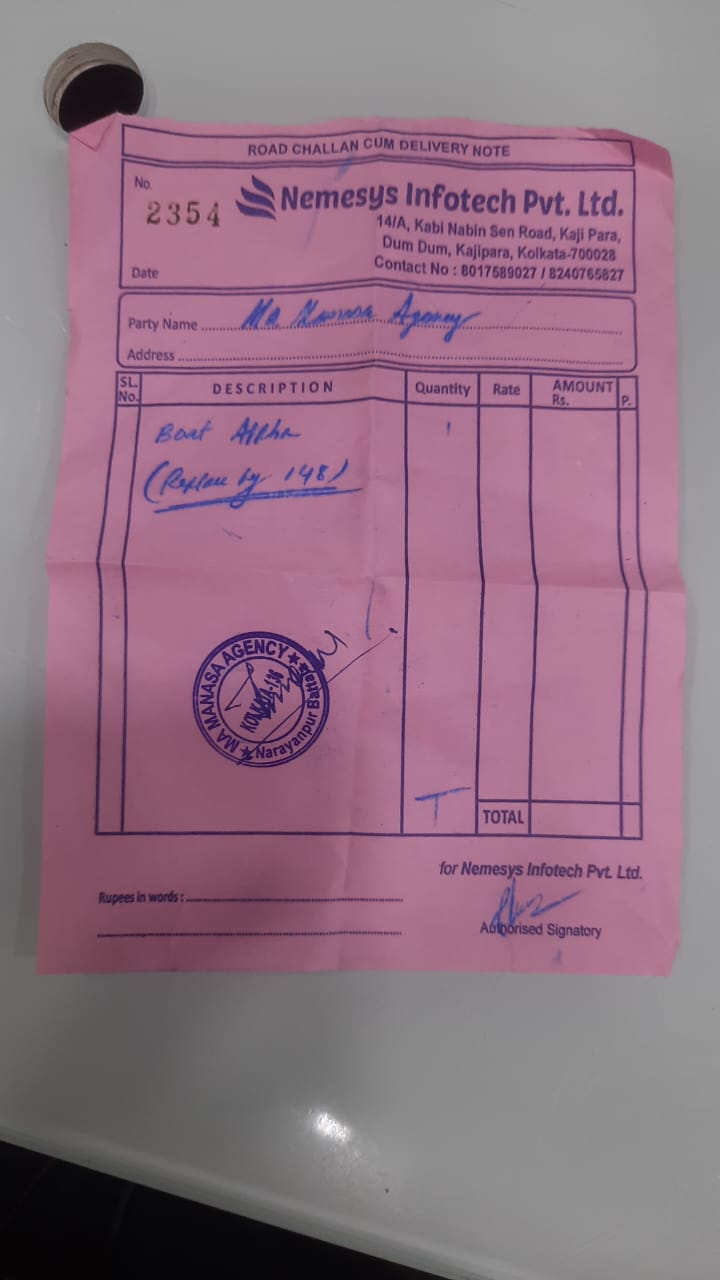 ROAD CHALLAN CUM DELIVERY NOTE
No.
2354
Nemesys Infotech Pvt. Ltd.
14/A, Kabi Nabin Sen Road, Kaji Para,
Dum Dum, Kajipara, Kolkata-700028
Contact No : 8017589027 / 8240765827
Date
Party Name Ma Manasa Agency
Address
SL. No. DESCRIPTION Quantity Rate AMOUNT Rs. P.
Boat Alpha 1
(Replace by 148)
MA MANASA AGENCY
KOLKATA-136
Narayanpur Battala
TOTAL
for Nemesys Infotech Pvt. Ltd.
Rupees in words :
Authorised Signatory